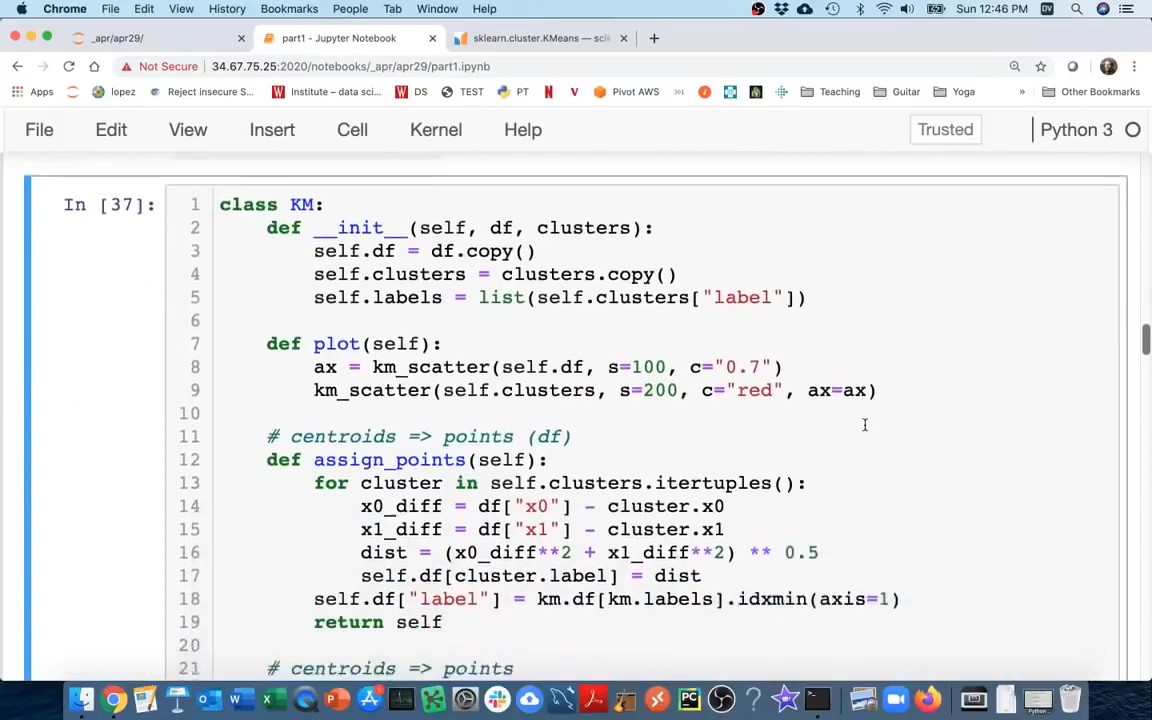 Chrome File Edit View History Bookmarks People Tab Window Help Sun 12:46 PM DV
_apr/apr29/ part1 - Jupyter Notebook sklearn.cluster.KMeans — sci
Not Secure 34.67.75.25:2020/notebooks/_apr/apr29/part1.ipynb
Apps lopez Reject insecure S... Institute – data sci... DS TEST PT Pivot AWS Teaching Guitar Yoga » Other Bookmarks
File Edit View Insert Cell Kernel Help Trusted Python 3
In [37]:
1 class KM:
2 def __init__(self, df, clusters):
3 self.df = df.copy()
4 self.clusters = clusters.copy()
5 self.labels = list(self.clusters["label"])
6
7 def plot(self):
8 ax = km_scatter(self.df, s=100, c="0.7")
9 km_scatter(self.clusters, s=200, c="red", ax=ax)
10
11 # centroids => points (df)
12 def assign_points(self):
13 for cluster in self.clusters.itertuples():
14 x0_diff = df["x0"] - cluster.x0
15 x1_diff = df["x1"] - cluster.x1
16 dist = (x0_diff**2 + x1_diff**2) ** 0.5
17 self.df[cluster.label] = dist
18 self.df["label"] = km.df[km.labels].idxmin(axis=1)
19 return self
20
21 # centroids => points